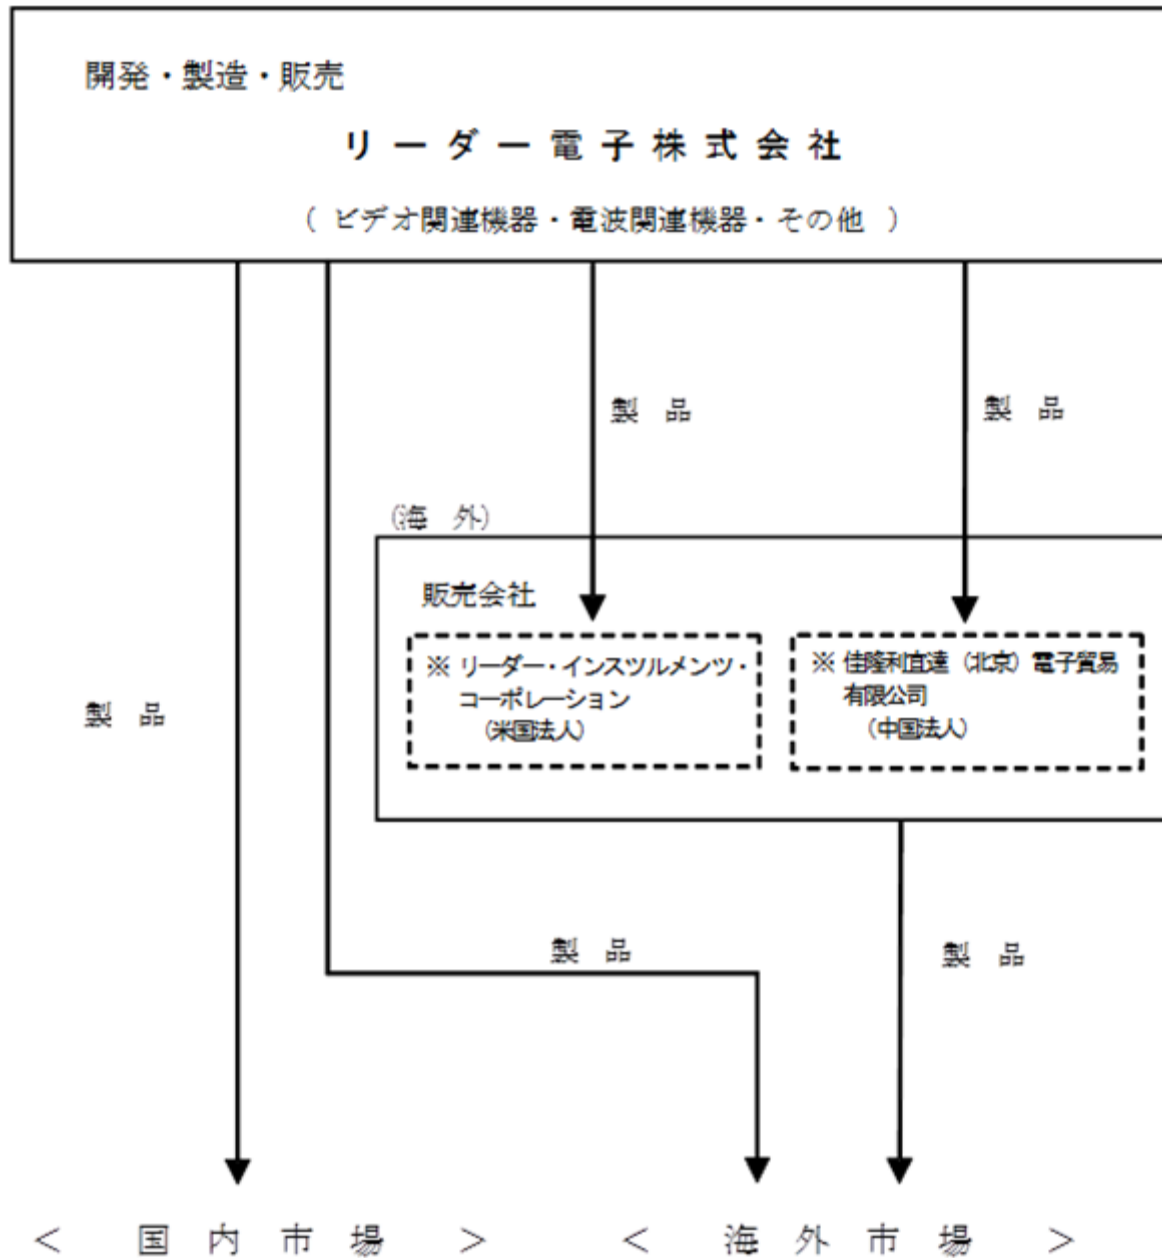 開発・製造・販売
リーダー電子株式会社
（ビデオ関連機器・電波関連機器・その他）
製品
製品
(海外)
販売会社
※ リーダー・インスツルメンツ・
コーポレーション
（米国法人）
※ 佳隆利宜達（北京）電子貿易
有限公司
（中国法人）
製品
製品
製品
＜ 国内市場 ＞
＜ 海外市場 ＞